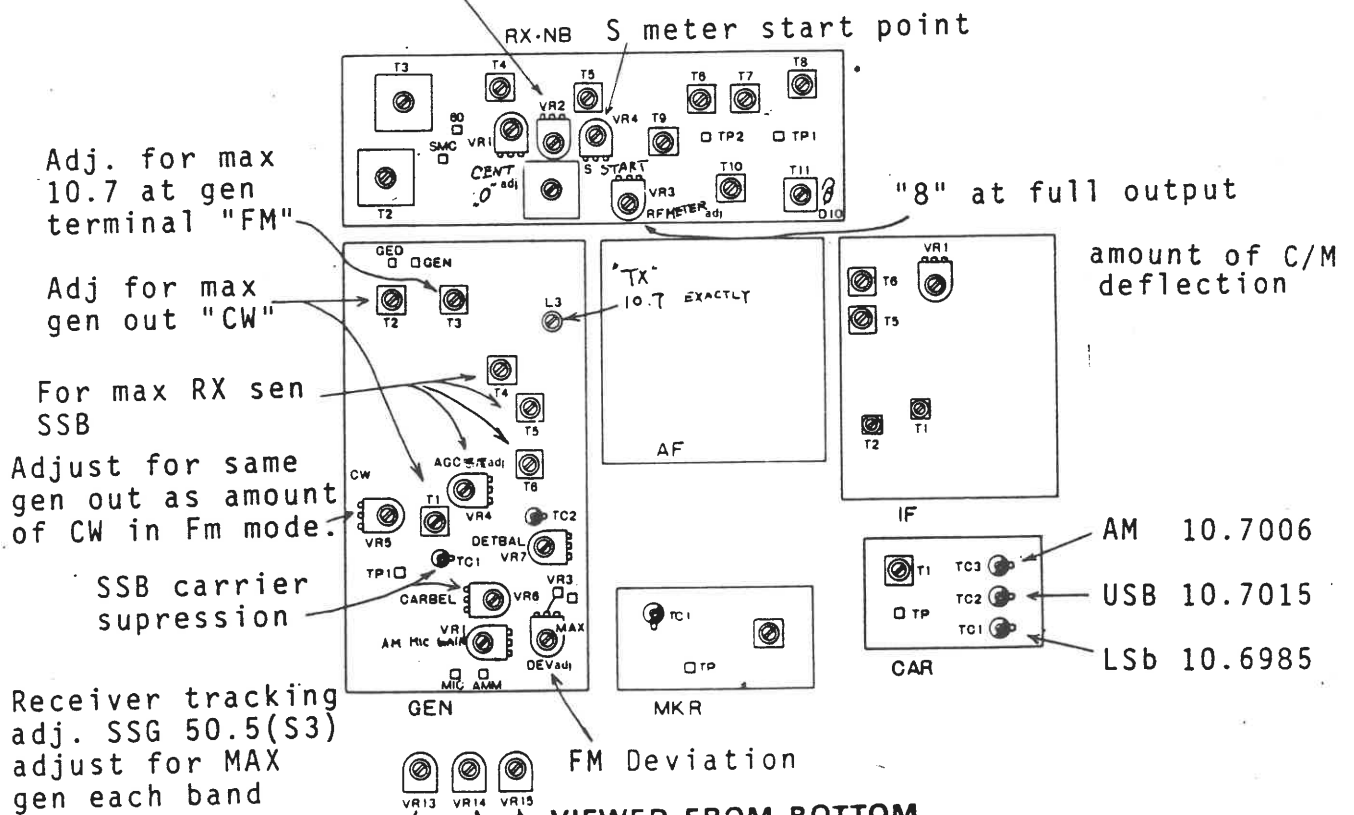 S meter start point
RX·NB
T3
T4
T5
T6
T7
T8
VR2
VR4
80
SMC
VR1
T9
TP2
TP1
CENT
"0" adj
S START
VR3
RF METER adj
T10
T11
D10
T2
Adj. for max
10.7 at gen
terminal "FM"
"8" at full output
amount of C/M
deflection
GEO
GEN
T2
T3
L3
"TX"
10.7 EXACTLY
VR1
T6
T5
Adj for max
gen out "CW"
For max RX sen
SSB
T4
T5
T6
AF
T2
T1
IF
Adjust for same
gen out as amount
of CW in Fm mode.
CW
VR5
T1
VR4
TC2
DETBAL
VR7
TC1
TP1
SSB carrier
supression
CARBEL
VR6
VR3
VR1
AM MIC GAIN
MAX
DEVadj
MIC
AMM
GEN
TC1
TP
MKR
T1
TP
TC3
TC2
TC1
CAR
AM 10.7006
USB 10.7015
LSb 10.6985
Receiver tracking
adj. SSG 50.5(S3)
adjust for MAX
gen each band
FM Deviation
VR13
VR14
VR15
VIEWED FROM BOTTOM